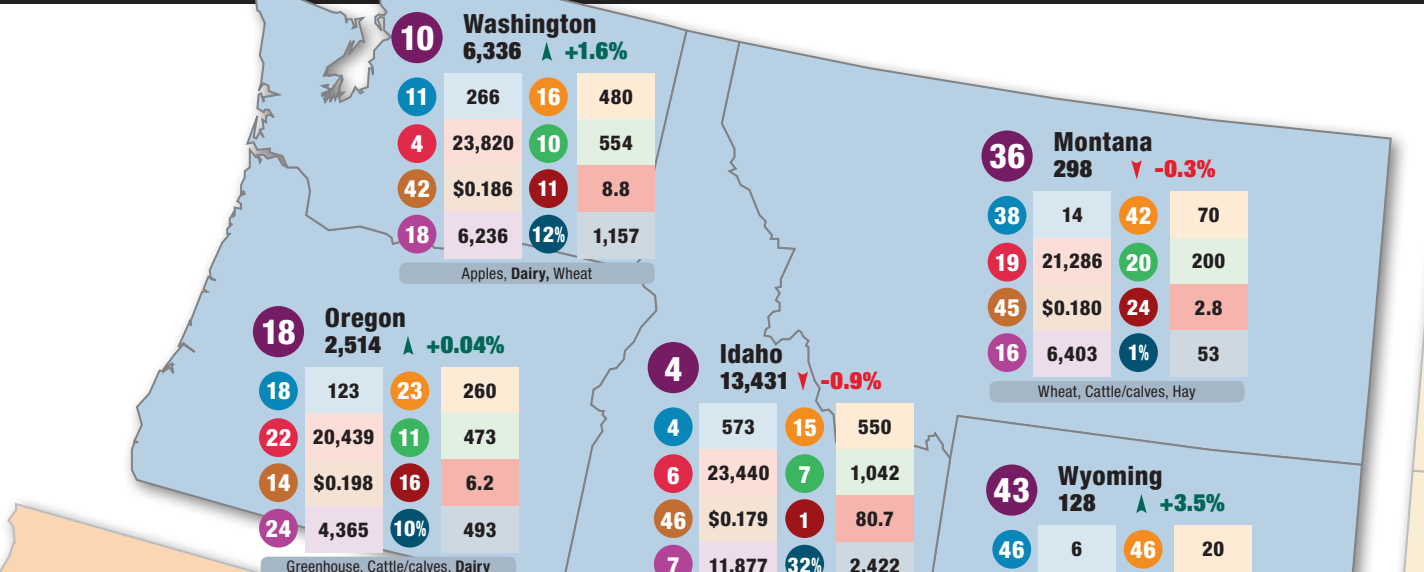 10 Washington
6,336 +1.6%
11 266 16 480
4 23,820 10 554
42 $0.186 11 8.8
18 6,236 12% 1,157
Apples, Dairy, Wheat
36 Montana
298 -0.3%
38 14 42 70
19 21,286 20 200
45 $0.180 24 2.8
16 6,403 1% 53
Wheat, Cattle/calves, Hay
18 Oregon
2,514 +0.04%
18 123 23 260
22 20,439 11 473
14 $0.198 16 6.2
24 4,365 10% 493
Greenhouse, Cattle/calves, Dairy
4 Idaho
13,431 -0.9%
4 573 15 550
6 23,440 7 1,042
46 $0.179 1 80.7
7 11,877 32% 2,422
43 Wyoming
128 +3.5%
46 6 46 20